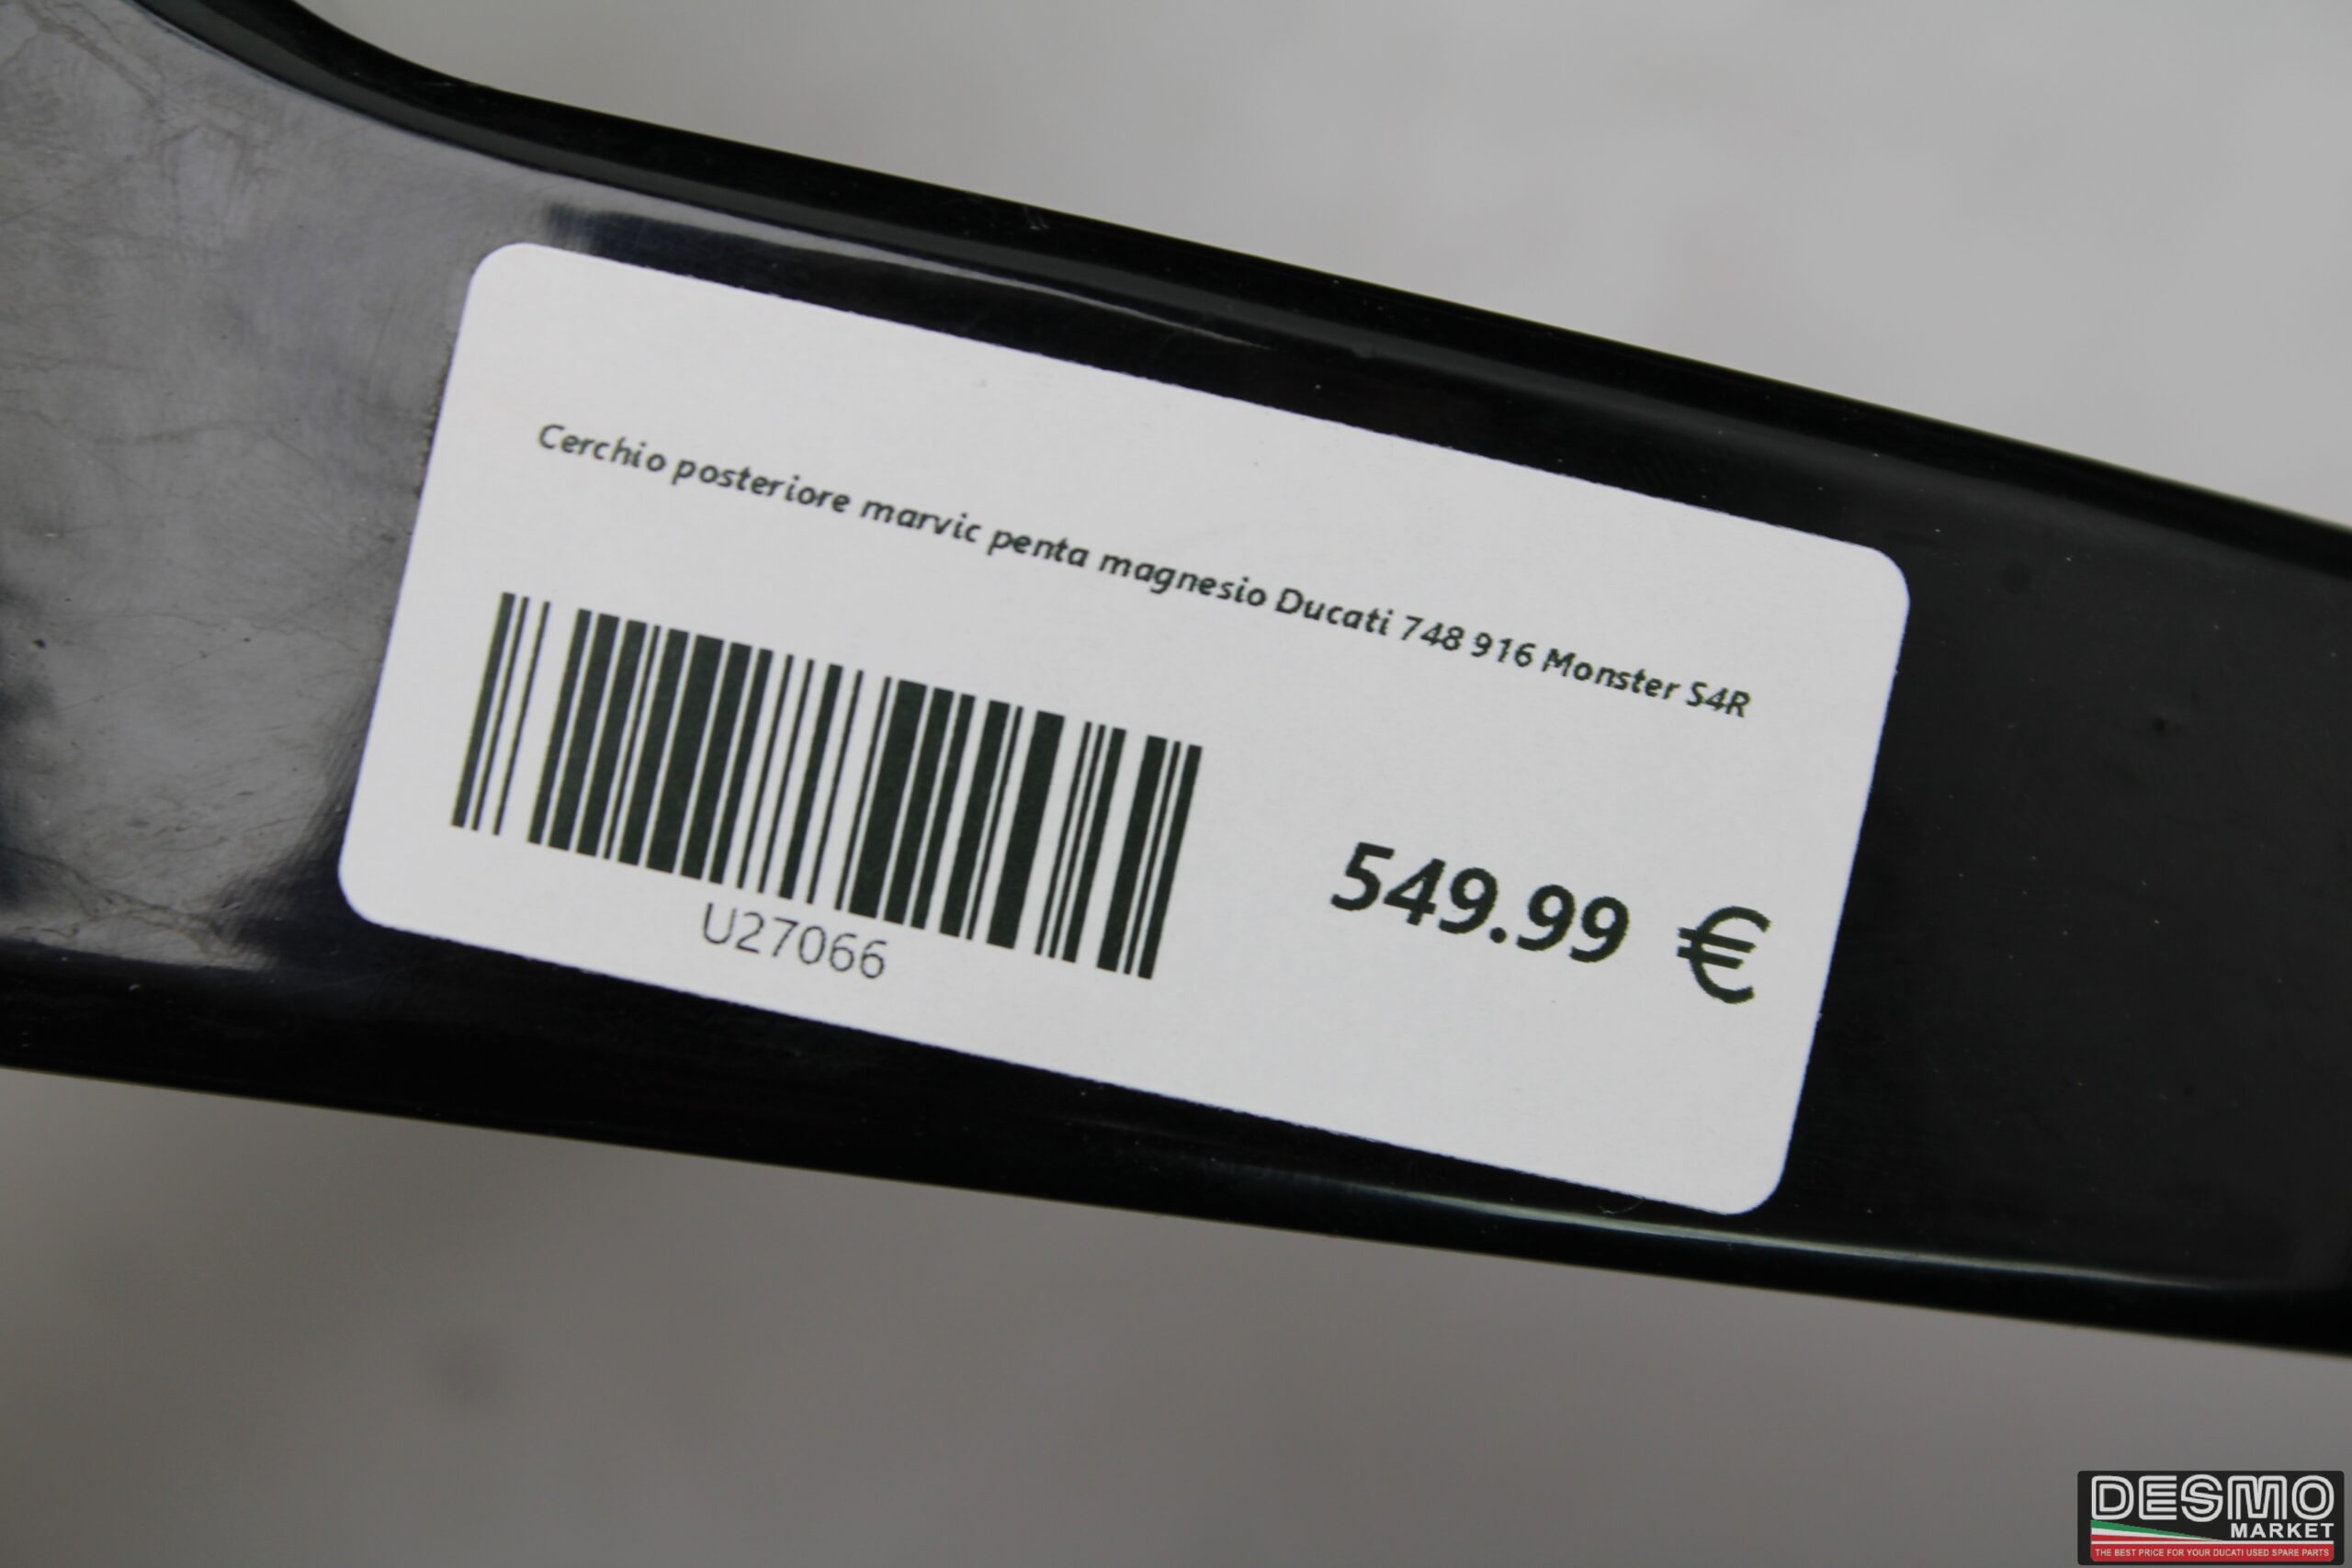 Cerchio posteriore marvic penta magnesio Ducati 748 916 Monster S4R
U27066
549.99 €
DESMO
MARKET
THE BEST PRICE FOR YOUR DUCATI USED SPARE PARTS